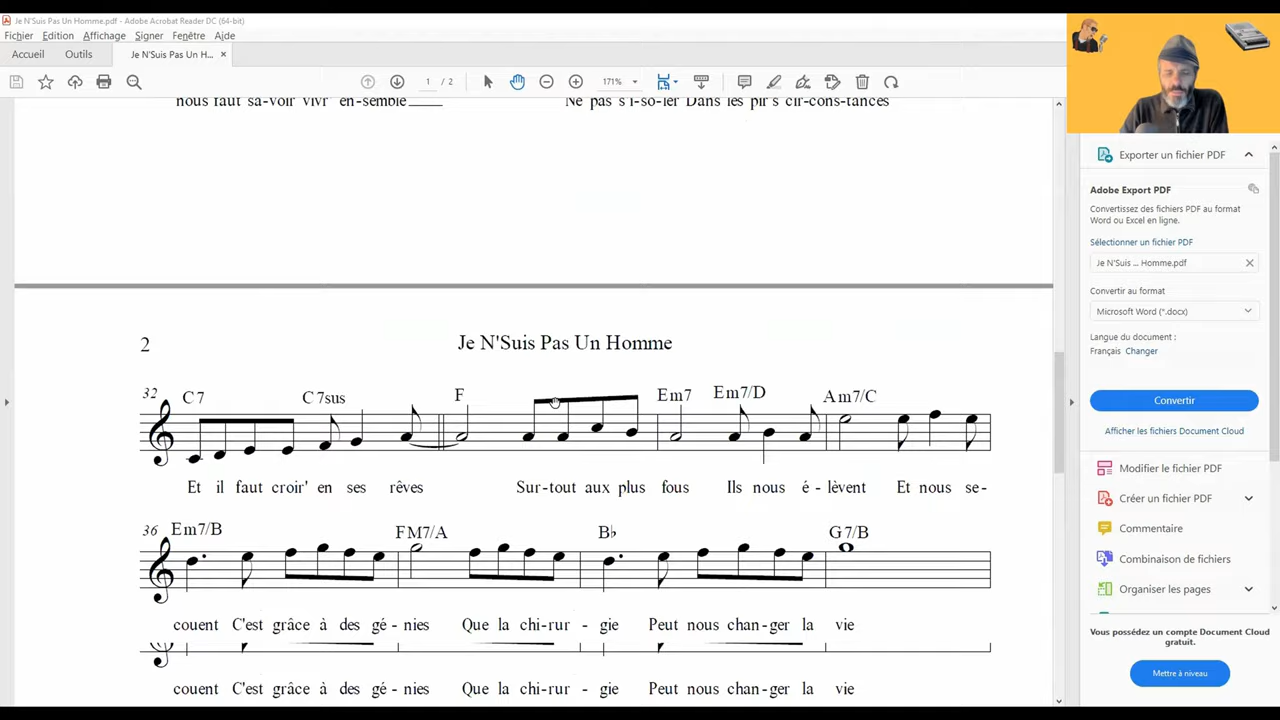 Je N'Suis Pas Un Homme.pdf - Adobe Acrobat Reader DC (64-bit)
Fichier Edition Affichage Signer Fenêtre Aide
Accueil Outils Je N'Suis Pas Un H... ×
1 / 2 171%
nous faut sa-voir vivr en-semble____ Ne pas s'i-so-ler Dans les pir's cir-cons-tances
Exporter un fichier PDF
Adobe Export PDF
Convertissez des fichiers PDF au format
Word ou Excel en ligne.
Sélectionner un fichier PDF
Je N'Suis ... Homme.pdf
Convertir au format
Microsoft Word (*.docx)
Langue du document :
Français Changer
Convertir
Afficher les fichiers Document Cloud
Modifier le fichier PDF
Créer un fichier PDF
Commentaire
Combinaison de fichiers
Organiser les pages
Vous possédez un compte Document Cloud
gratuit.
Mettre à niveau
2 Je N'Suis Pas Un Homme
32 C7 C7sus F Em7 Em7/D Am7/C
Et il faut croir' en ses rêves Sur-tout aux plus fous Ils nous é-lèvent Et nous se-
36 Em7/B FM7/A B♭ G7/B
couent C'est grâce à des gé-nies Que la chi-rur-gie Peut nous chan-ger la vie
couent C'est grâce à des gé-nies Que la chi-rur-gie Peut nous chan-ger la vie